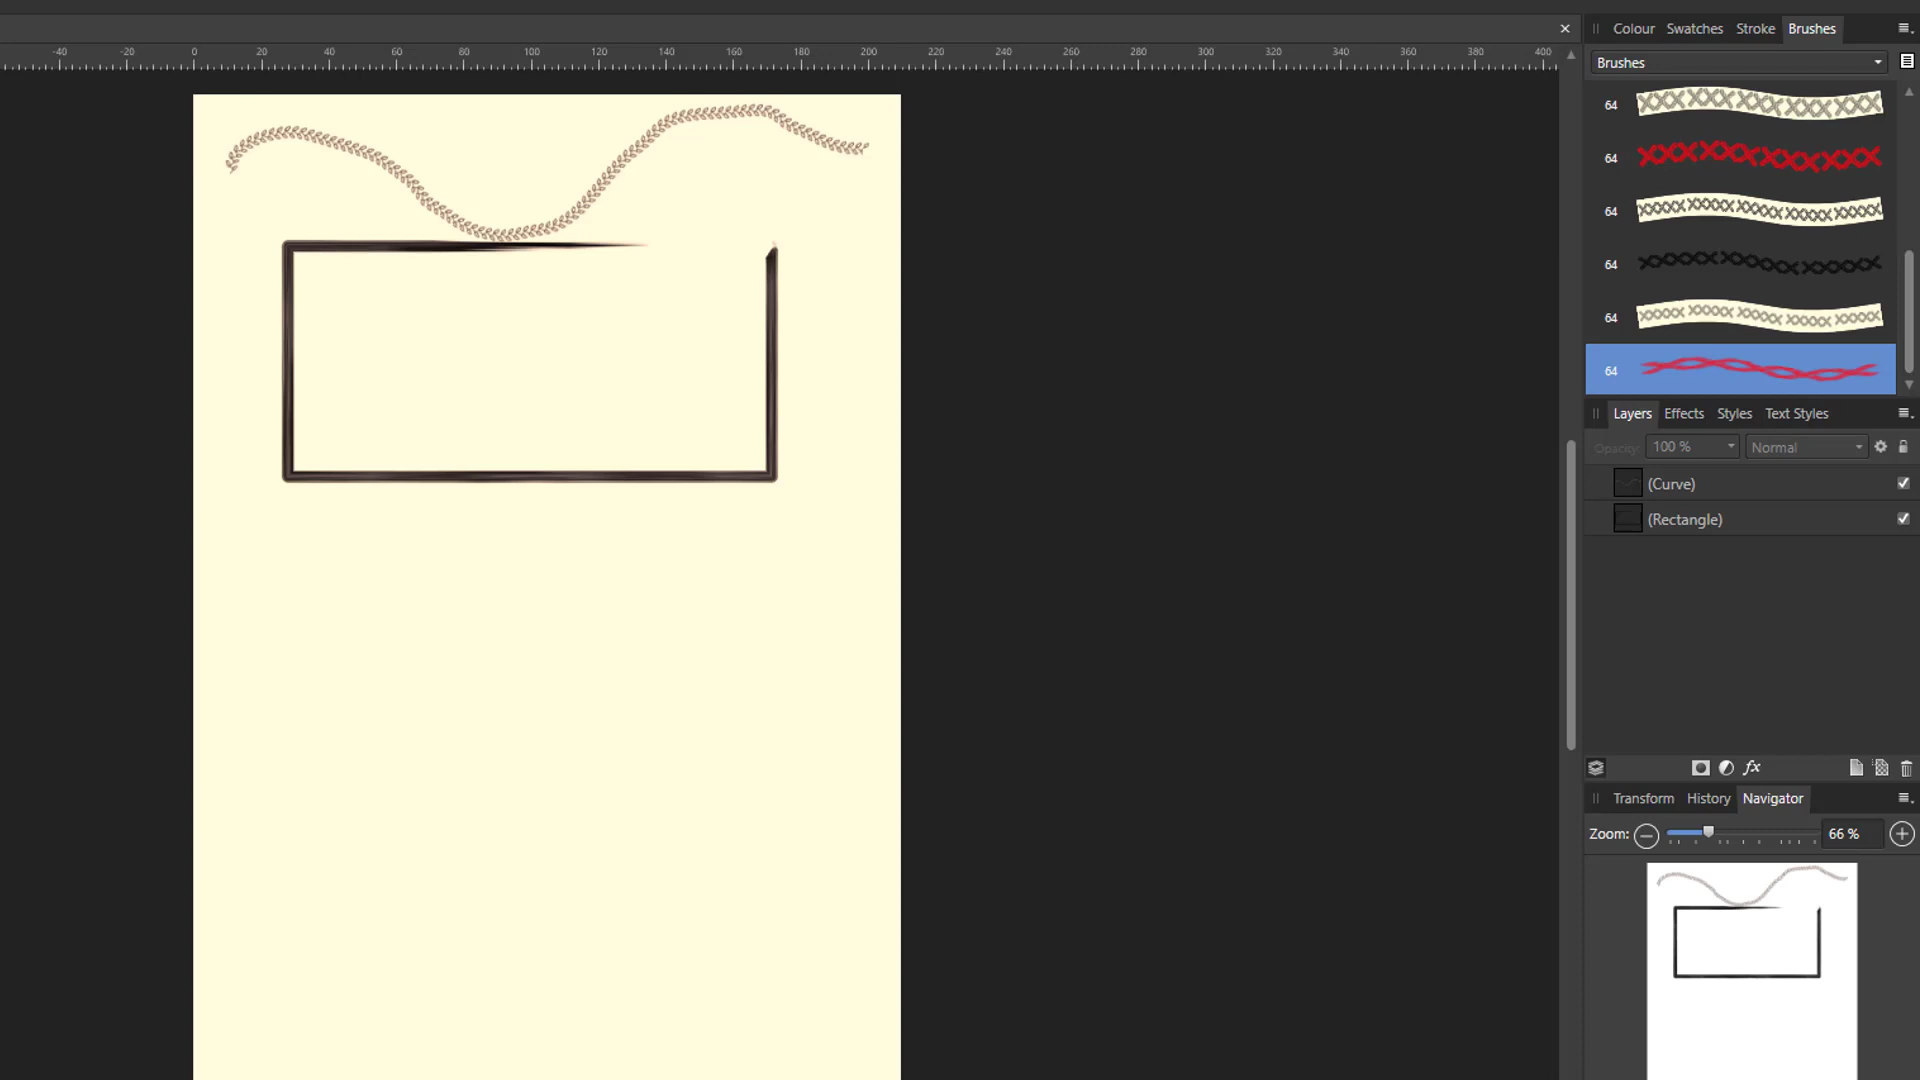 Colour Swatches Stroke Brushes
-40 -20 0 20 40 60 80 100 120 140 160 180 200 220 240 260 280 300 320 340 360 380 400
Brushes
64
64
64
64
64
64
Layers Effects Styles Text Styles
Opacity: 100 % Normal
(Curve)
(Rectangle)
fx
Transform History Navigator
Zoom: 66 %